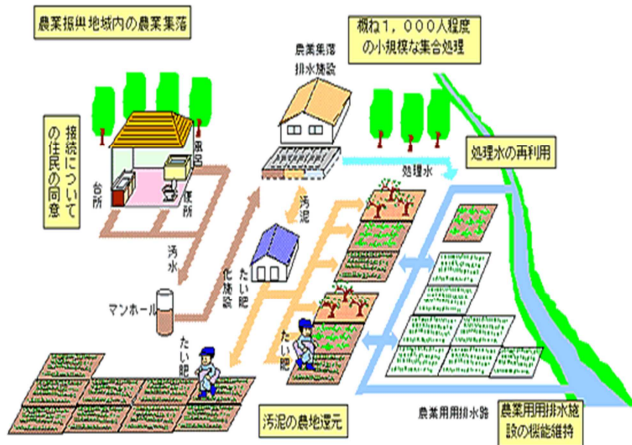 農業振興地域内の農業集落
概ね1,000人程度
の小規模な集合処理
農業集落
排水施設
接続について
の住民の同意
風呂
台所
便所
処理水
処理水の再利用
汚泥
汚水
たい肥
化施設
マンホール
たい肥
たい肥
汚泥の農地還元
農業用用排水路
農業用用排水施
設の機能維持